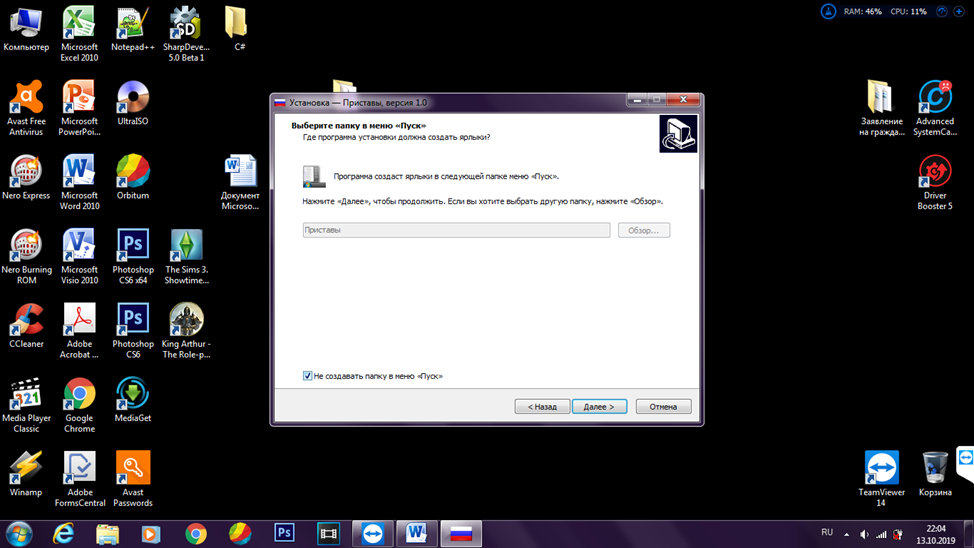 RAM: 46%
CPU: 11%
Компьютер
Microsoft
Excel 2010
Notepad++
SharpDeve...
5.0 Beta 1
C#
Avast Free
Antivirus
Microsoft
PowerPoi...
UltraISO
Заявление
на гражда...
Advanced
SystemCa...
Nero Express
Microsoft
Word 2010
Orbitum
Документ
Microso...
Driver
Booster 5
Nero Burning
ROM
Microsoft
Visio 2010
Photoshop
CS6 x64
The Sims 3.
Showtime...
CCleaner
Adobe
Acrobat ...
Photoshop
CS6
King Arthur -
The Role-p...
Media Player
Classic
Google
Chrome
MediaGet
Winamp
Adobe
FormsCentral
Avast
Passwords
TeamViewer
14
Корзина
Установка — Приставы, версия 1.0
Выберите папку в меню «Пуск»
Где программа установки должна создать ярлыки?
Программа создаст ярлыки в следующей папке меню «Пуск».
Нажмите «Далее», чтобы продолжить. Если вы хотите выбрать другую папку, нажмите «Обзор».
Приставы
Обзор...
Не создавать папку в меню «Пуск»
< Назад
Далее >
Отмена
RU
22:04
13.10.2019